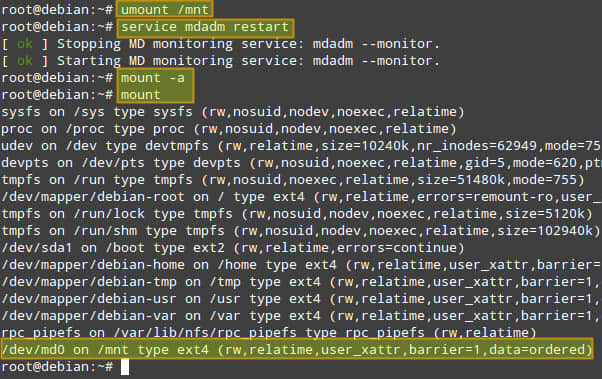 root@debian:~# umount /mnt
root@debian:~# service mdadm restart
[ ok ] Stopping MD monitoring service: mdadm --monitor.
[ ok ] Starting MD monitoring service: mdadm --monitor.
root@debian:~# mount -a
root@debian:~# mount
sysfs on /sys type sysfs (rw,nosuid,nodev,noexec,relatime)
proc on /proc type proc (rw,nosuid,nodev,noexec,relatime)
udev on /dev type devtmpfs (rw,relatime,size=10240k,nr_inodes=62949,mode=75
devpts on /dev/pts type devpts (rw,nosuid,noexec,relatime,gid=5,mode=620,pt
tmpfs on /run type tmpfs (rw,nosuid,noexec,relatime,size=51480k,mode=755)
/dev/mapper/debian-root on / type ext4 (rw,relatime,errors=remount-ro,user_
tmpfs on /run/lock type tmpfs (rw,nosuid,nodev,noexec,relatime,size=5120k)
tmpfs on /run/shm type tmpfs (rw,nosuid,nodev,noexec,relatime,size=102940k)
/dev/sda1 on /boot type ext2 (rw,relatime,errors=continue)
/dev/mapper/debian-home on /home type ext4 (rw,relatime,user_xattr,barrier=
/dev/mapper/debian-tmp on /tmp type ext4 (rw,relatime,user_xattr,barrier=1,
/dev/mapper/debian-usr on /usr type ext4 (rw,relatime,user_xattr,barrier=1,
/dev/mapper/debian-var on /var type ext4 (rw,relatime,user_xattr,barrier=1,
rpc_pipefs on /var/lib/nfs/rpc_pipefs type rpc_pipefs (rw,relatime)
/dev/md0 on /mnt type ext4 (rw,relatime,user_xattr,barrier=1,data=ordered)
root@debian:~#